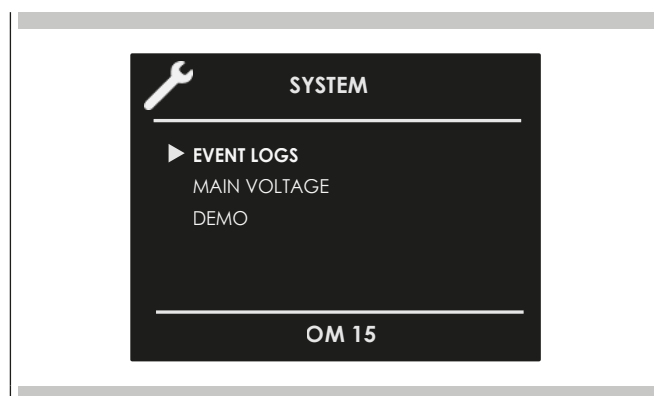 SYSTEM
EVENT LOGS
MAIN VOLTAGE
DEMO
OM 15